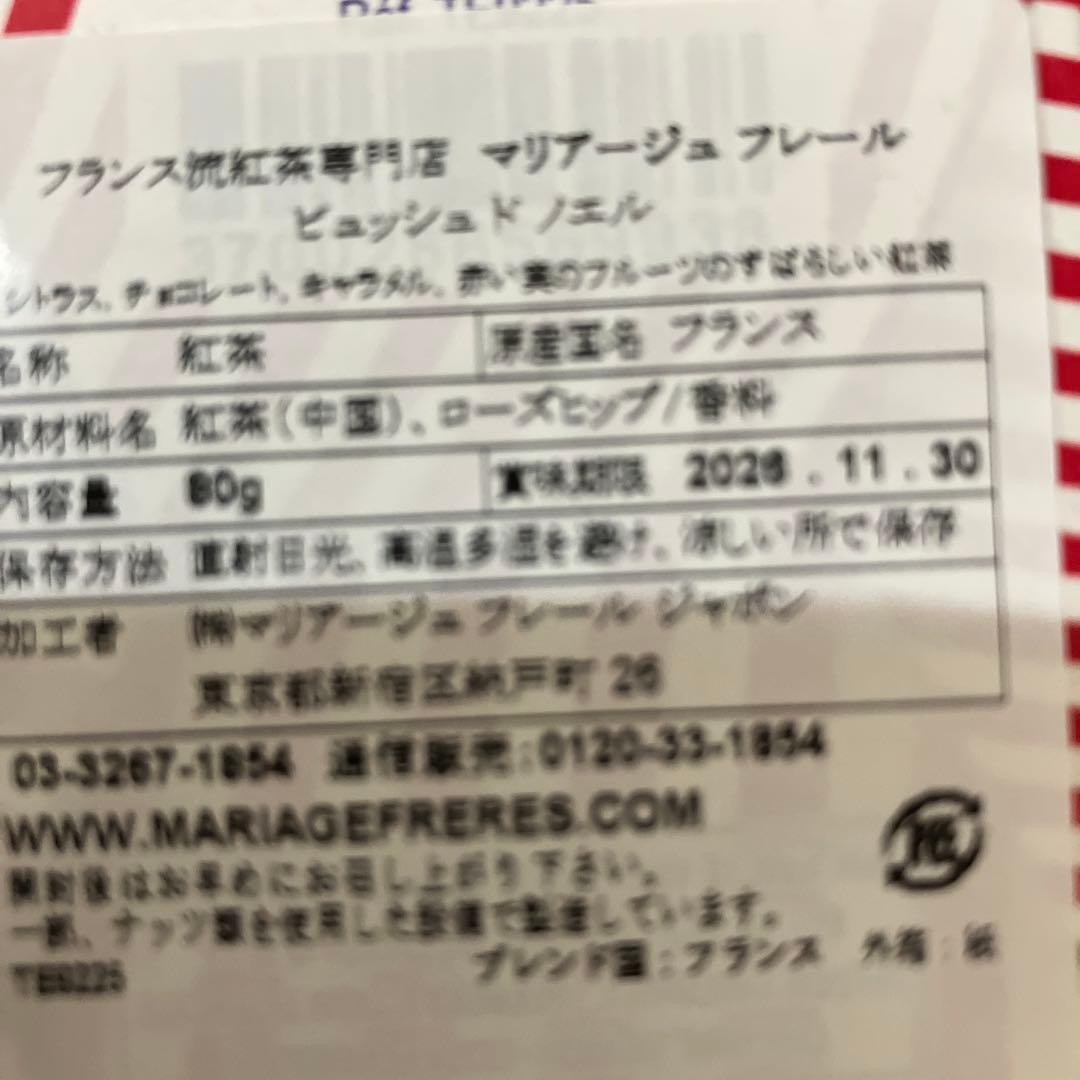 フランス流紅茶専門店 マリアージュ フレール
ビュッシュ ド ノエル
シトラス、チョコレート、キャラメル、赤い実のフルーツのすばらしい紅茶
名称 紅茶 原産国名 フランス
原材料名 紅茶(中国)、ローズヒップ/香料
内容量 賞味期限 .11.30
保存方法 直射日光、高温多湿を避け、涼しい所で保存
加工者 ㈱マリアージュ フレール ジャポン
東京都新宿区納戸町 26
03-3267-1854 通信販売:0120-33-1854
WWW.MARIAGEFRERES.COM
開封後はお早めにお召し上がり下さい。
一部、ナッツ類を使用した設備で製造しています。
ブレンド国:フランス 外箱:紙